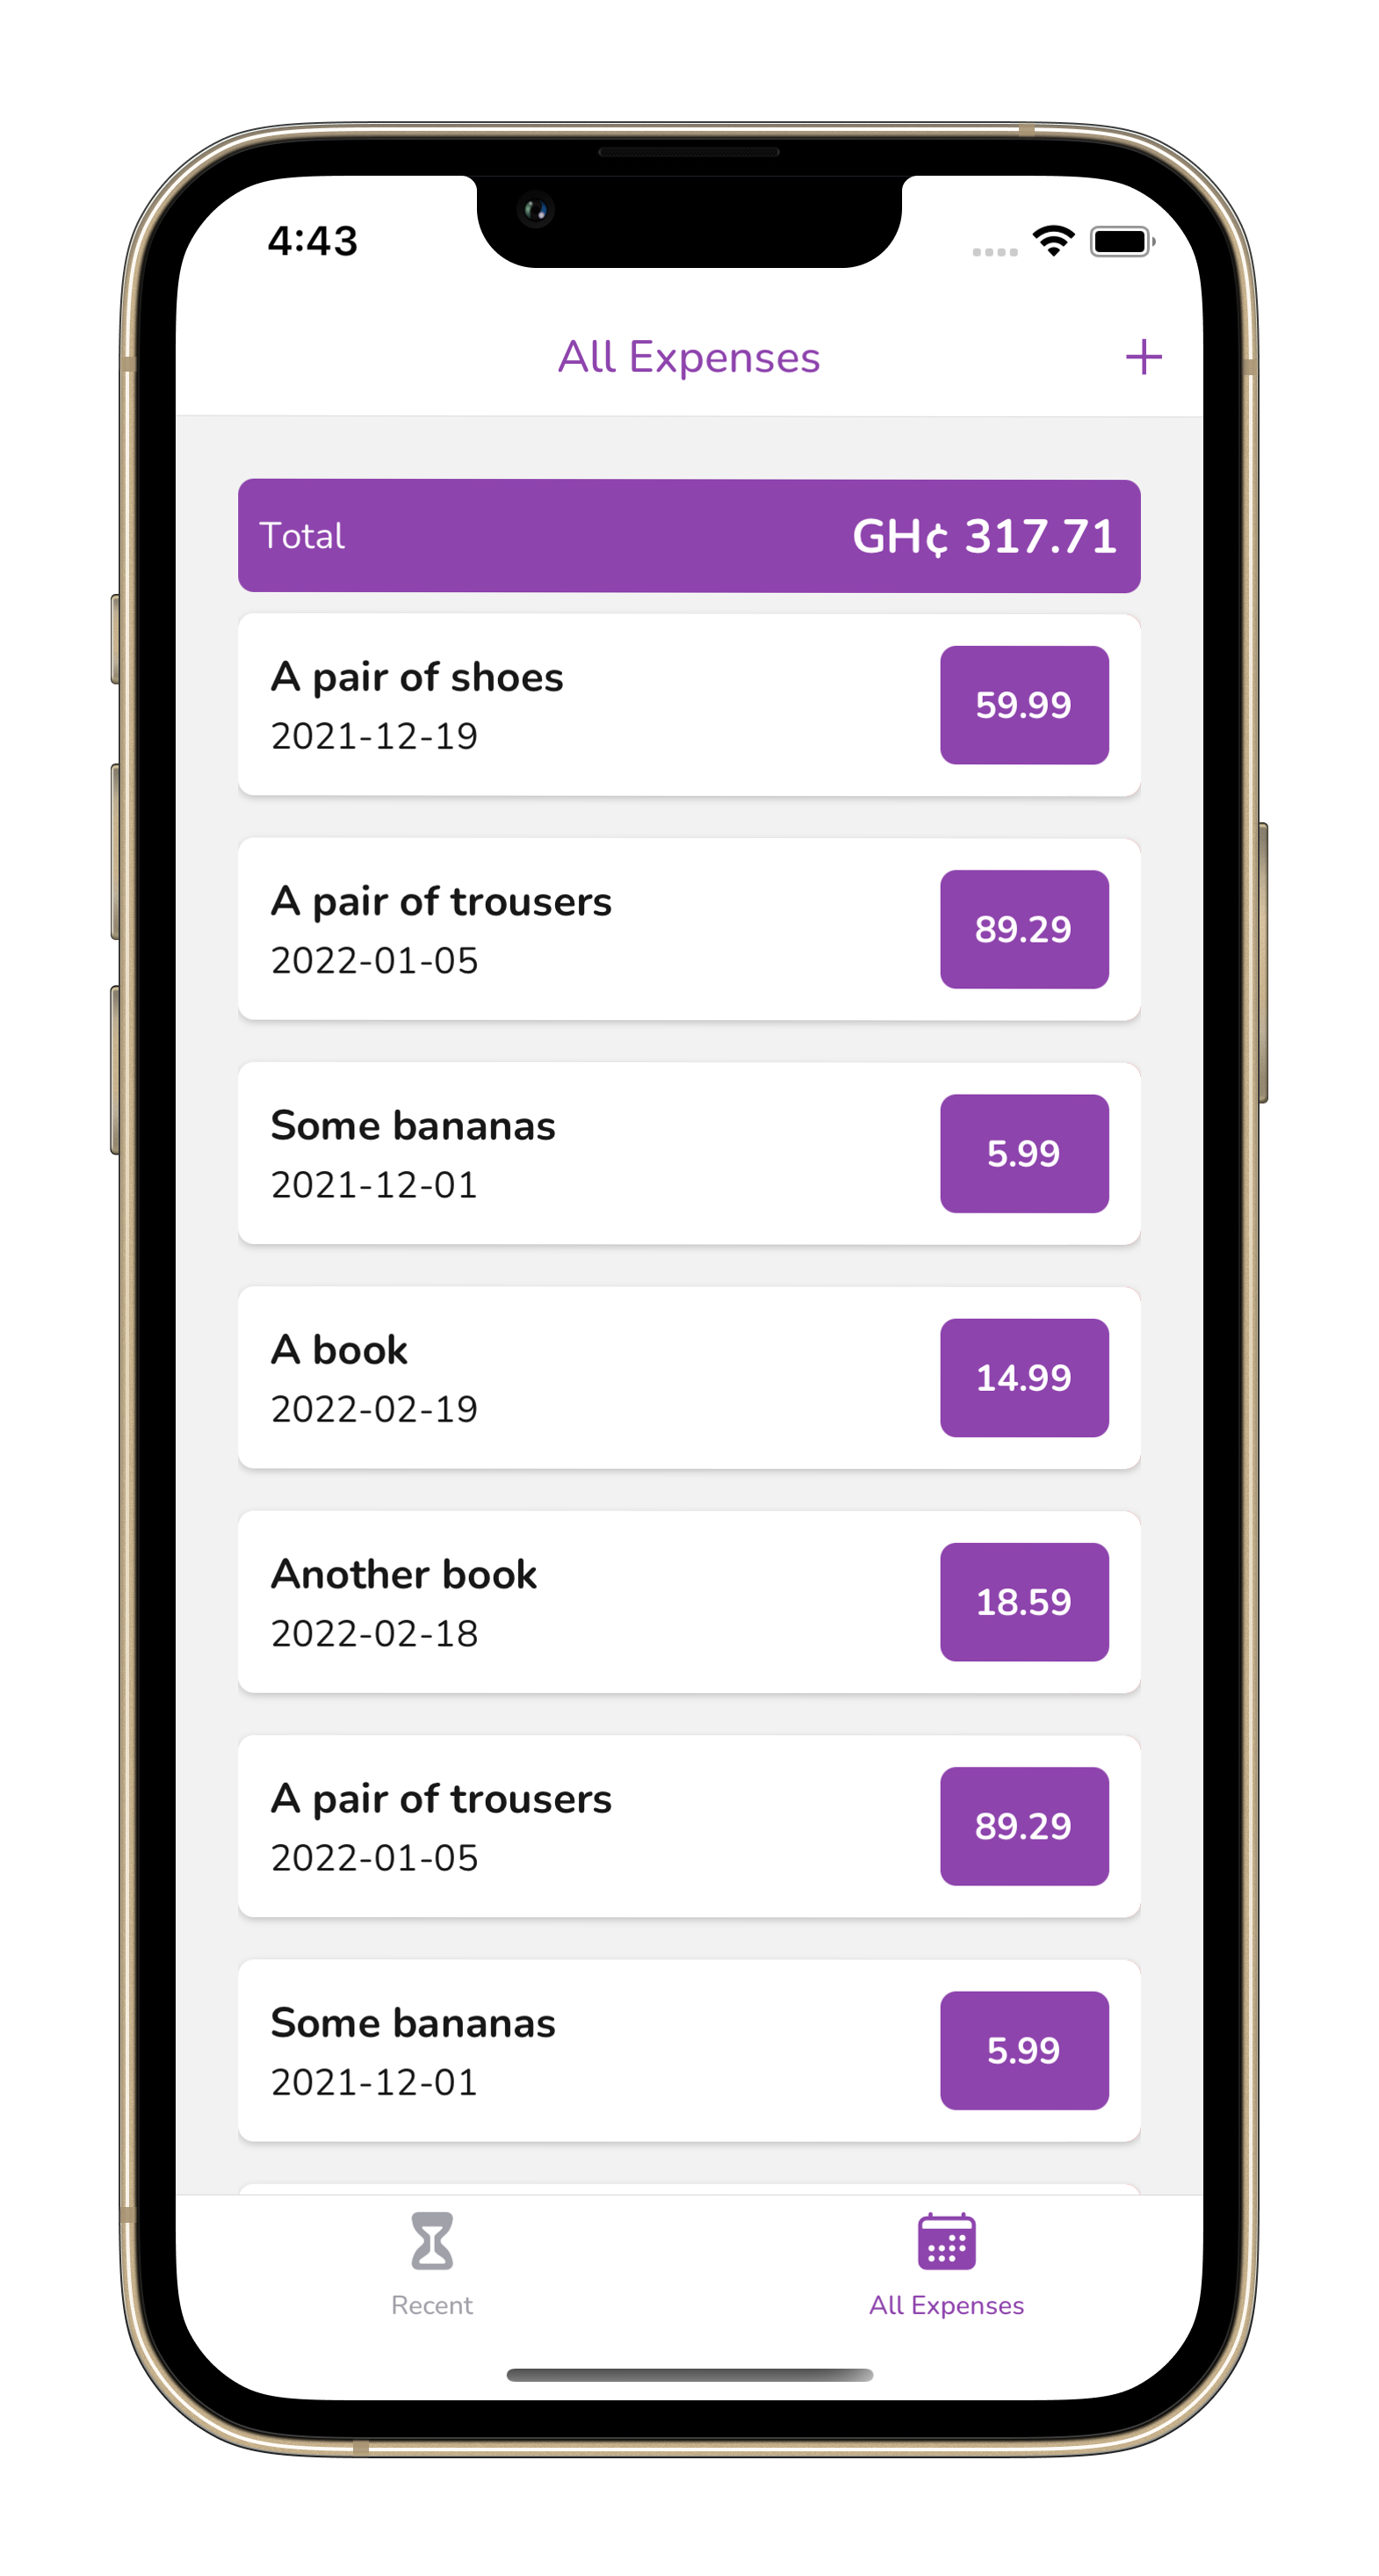 4:43
All Expenses
+
Total GH¢ 317.71
A pair of shoes
2021-12-19
59.99
A pair of trousers
2022-01-05
89.29
Some bananas
2021-12-01
5.99
A book
2022-02-19
14.99
Another book
2022-02-18
18.59
A pair of trousers
2022-01-05
89.29
Some bananas
2021-12-01
5.99
Recent
All Expenses